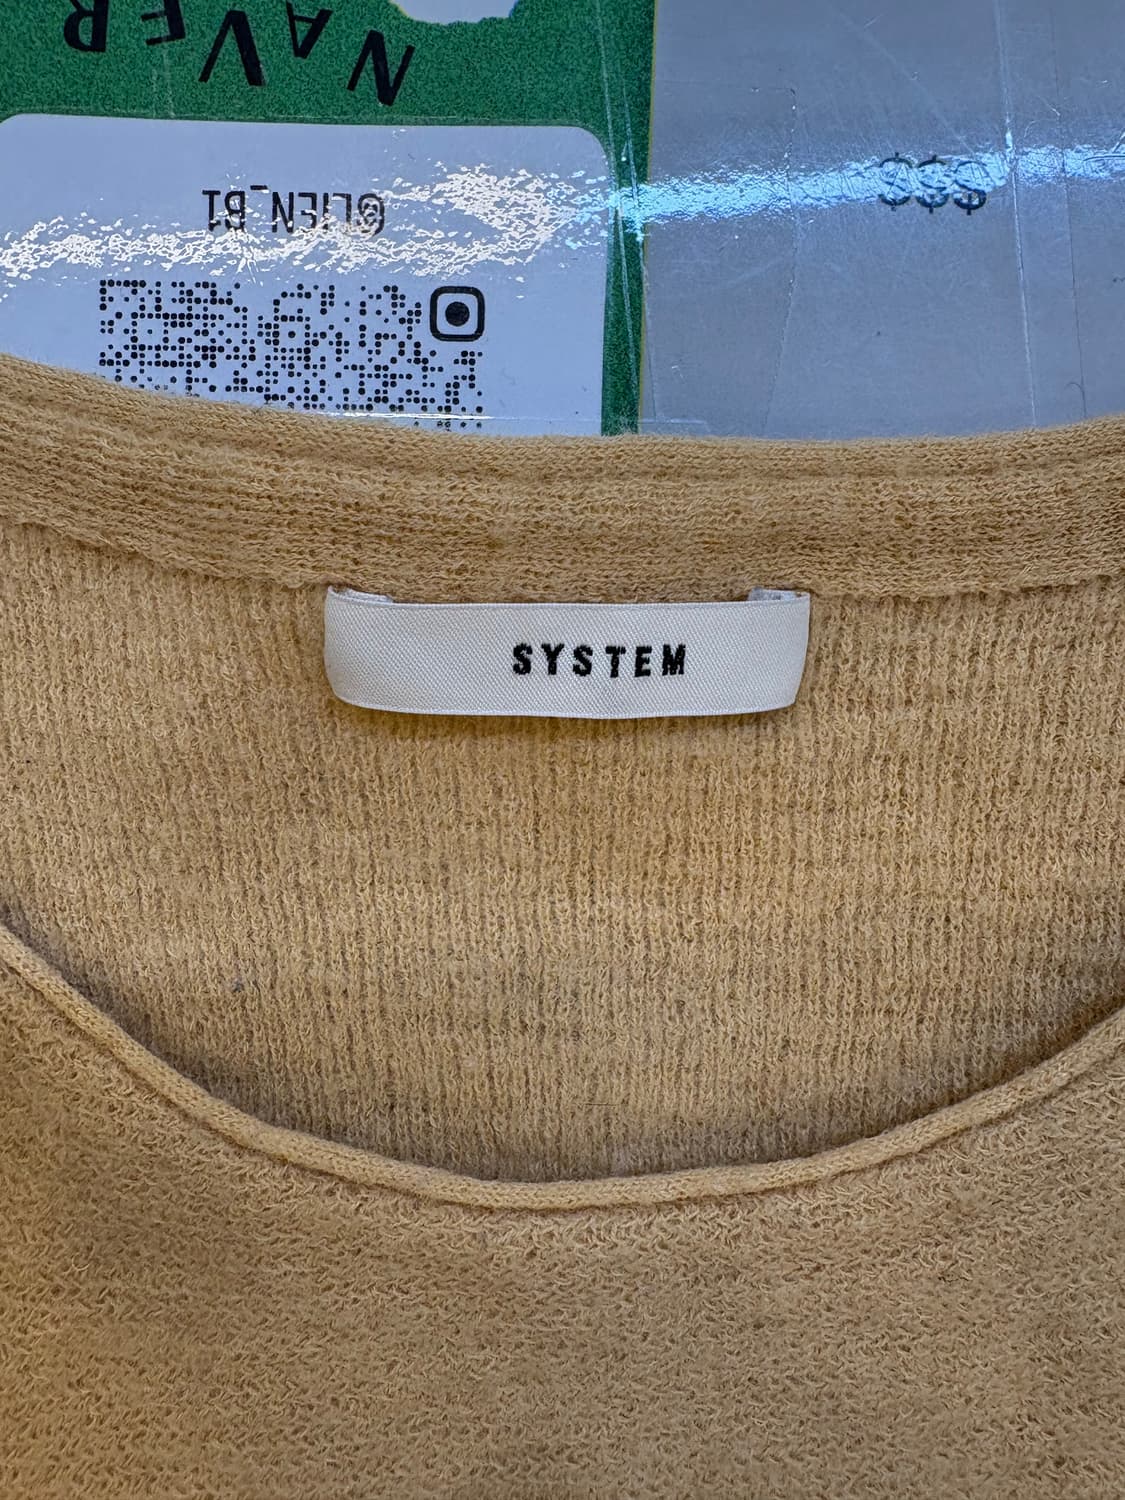 NAVER
@LIEN_B1
$$$
SYSTEM